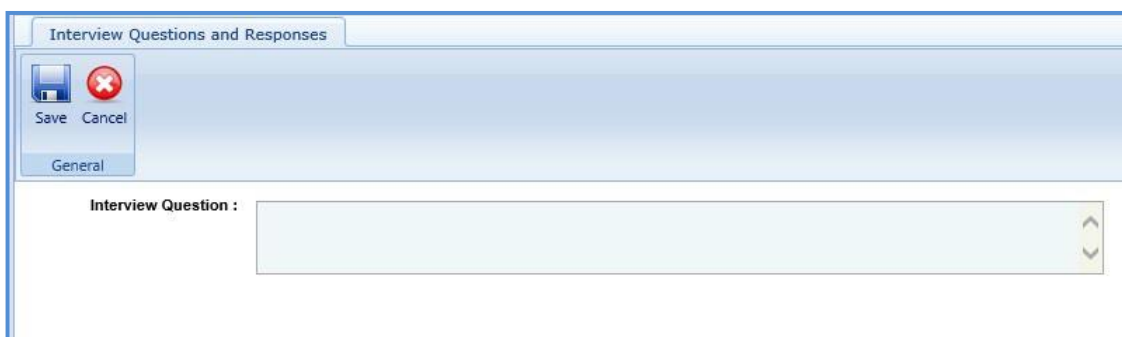 Interview Questions and Responses
Save Cancel
General
Interview Question :